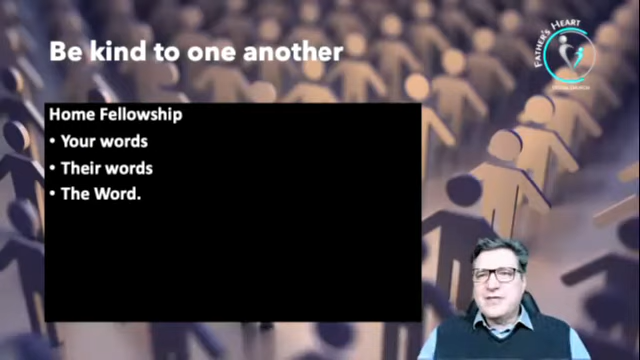 Be kind to one another
FATHER'S HEART
Home Fellowship
• Your words
• Their words
• The Word.